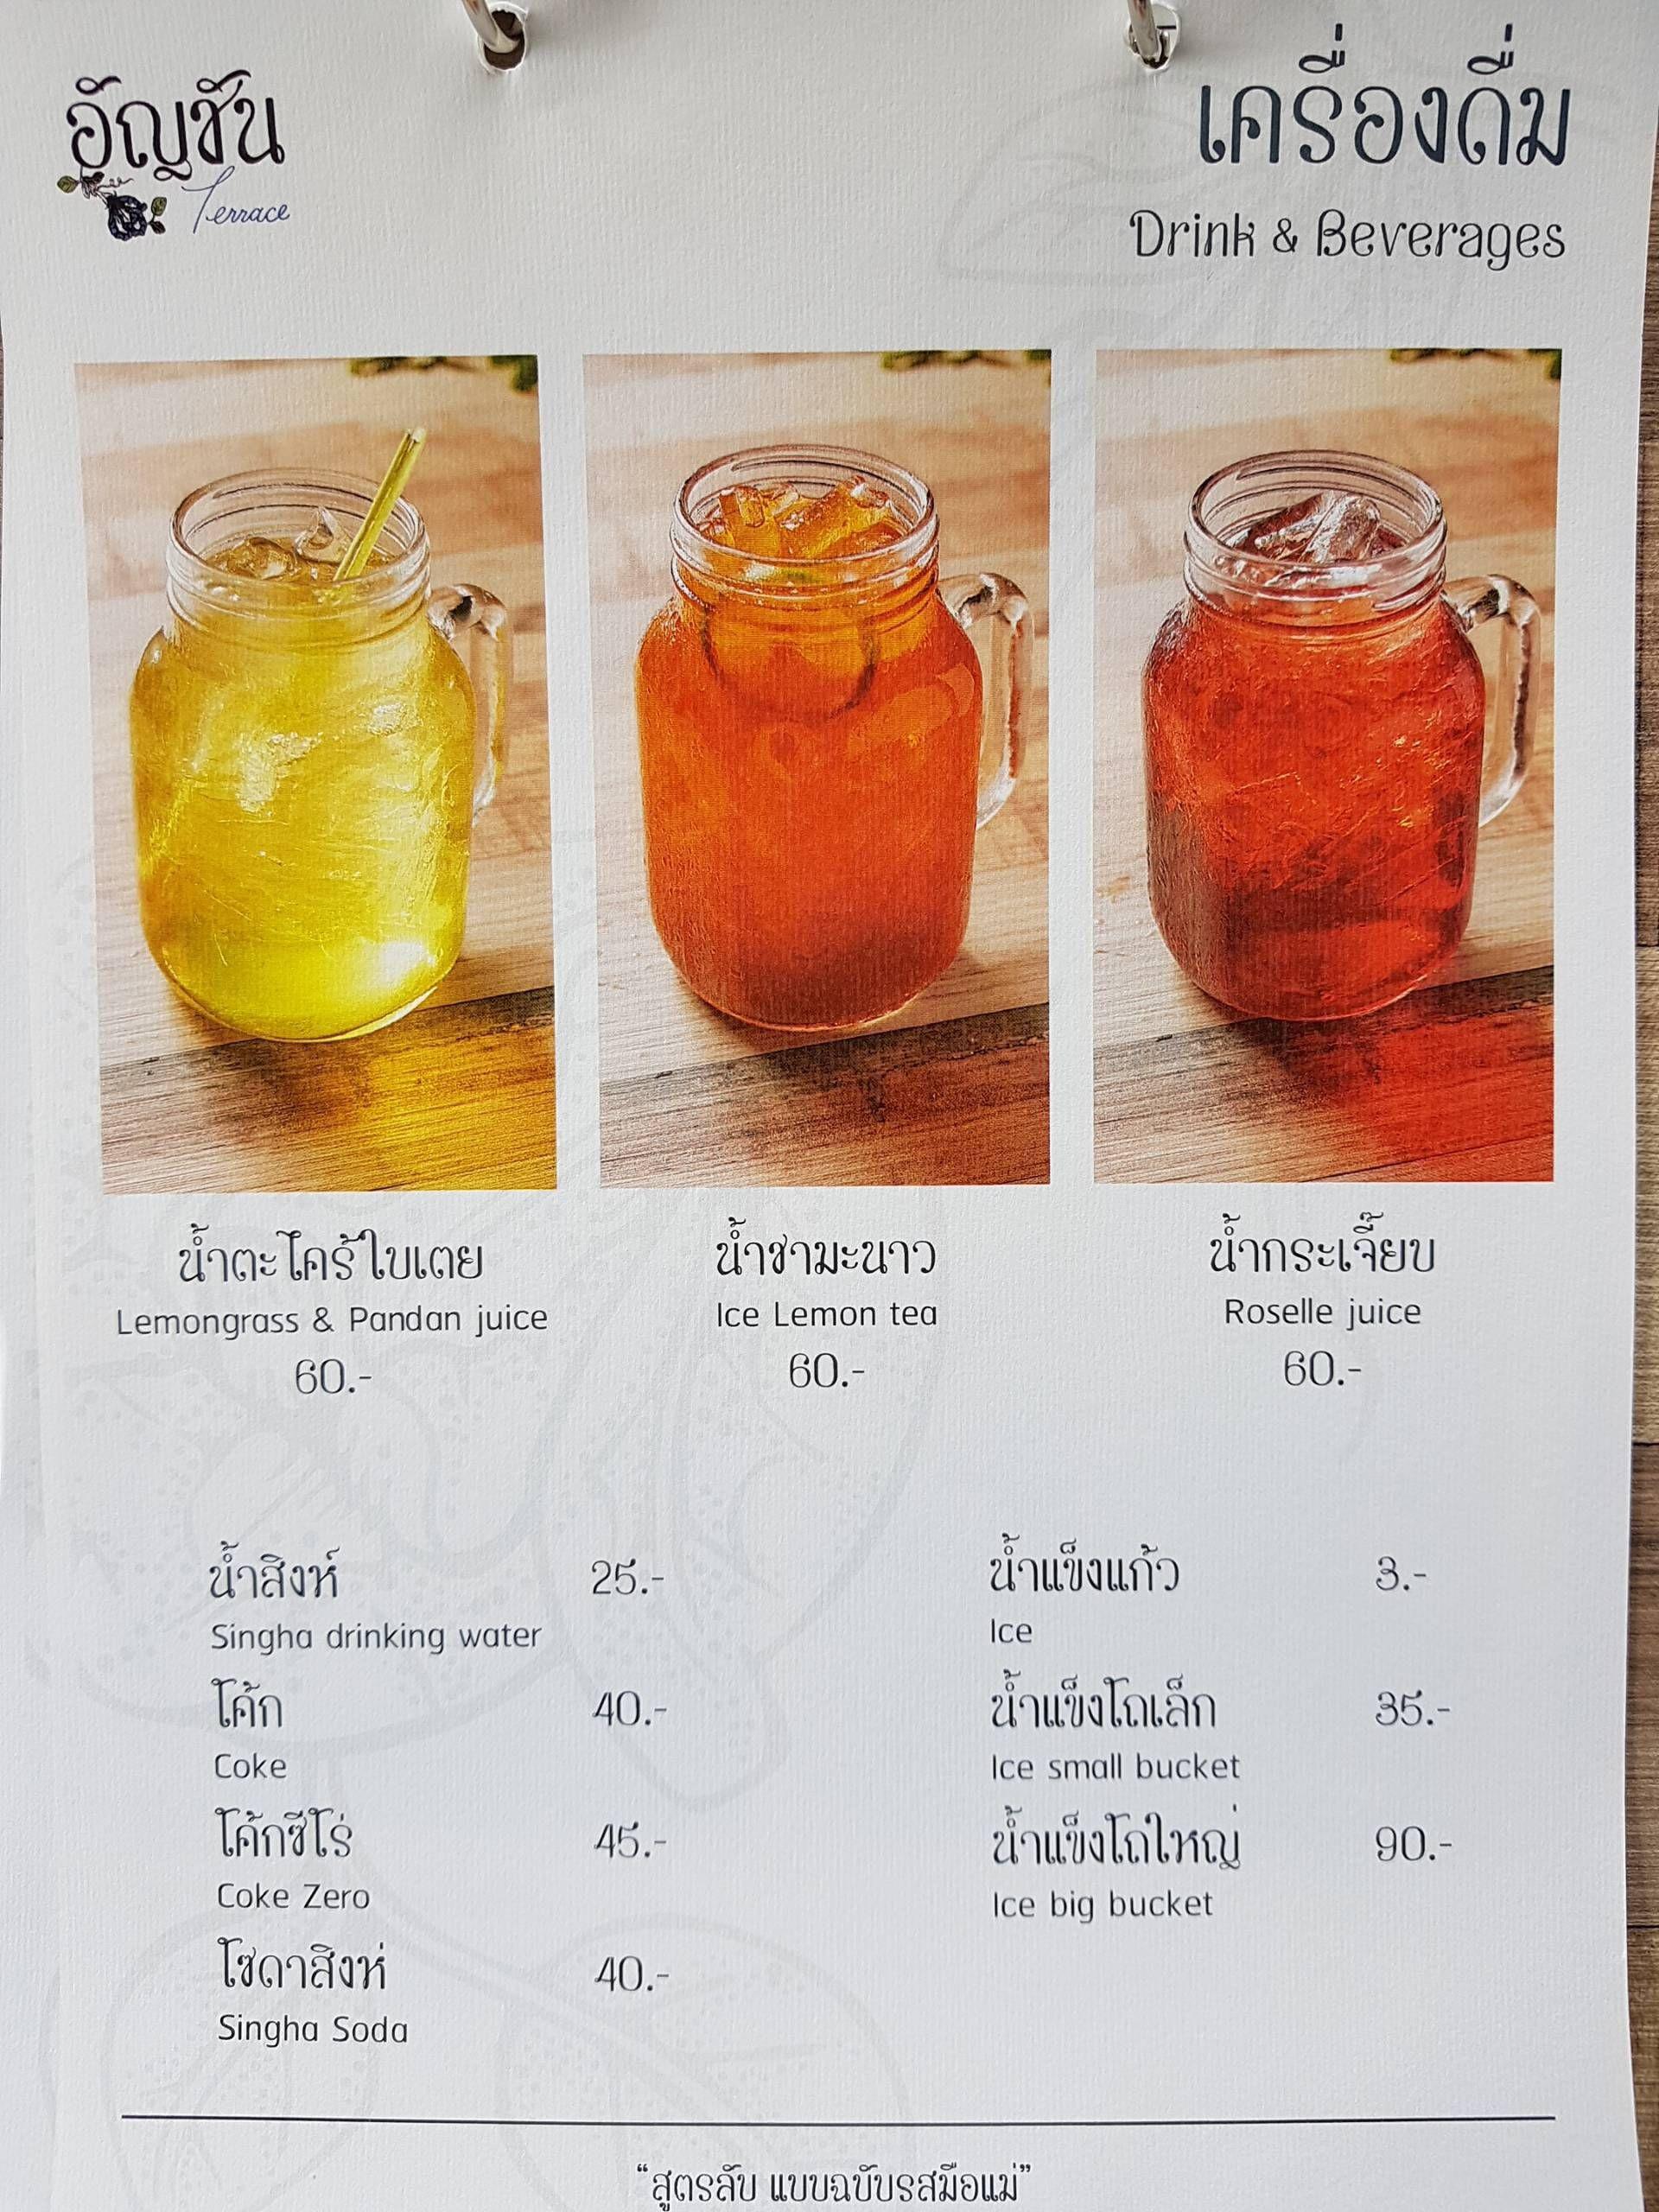 อัญชัน
Terrace
เครื่องดื่ม
Drink & Beverages
น้ำตะไคร้ใบเตย
Lemongrass & Pandan juice
60.-
น้ำชามะนาว
Ice Lemon tea
60.-
น้ำกระเจี๊ยบ
Roselle juice
60.-
น้ำสิงห์ 25.-
Singha drinking water
โค้ก 40.-
Coke
โค้กซีโร่ 45.-
Coke Zero
โซดาสิงห์ 40.-
Singha Soda
น้ำแข็งแก้ว 3.-
Ice
น้ำแข็งโถเล็ก 35.-
Ice small bucket
น้ำแข็งโถใหญ่ 90.-
Ice big bucket
“สูตรลับ แบบฉบับรสมือแม่”